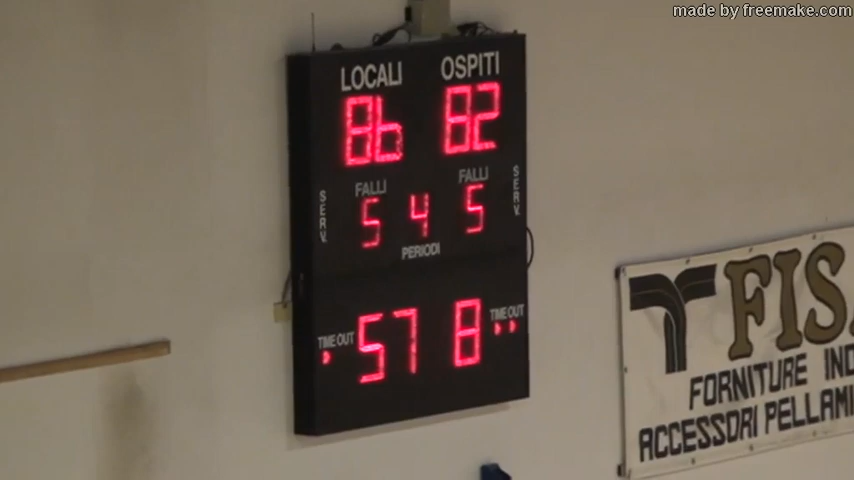 made by freemake.com
LOCALI OSPITI
86 82
FALLI FALLI
SERV. 5 4 5 SERV.
PERIODI
TIME OUT 57 8 TIME OUT
FIS
FORNITURE IND
ACCESSORI PELLAMI